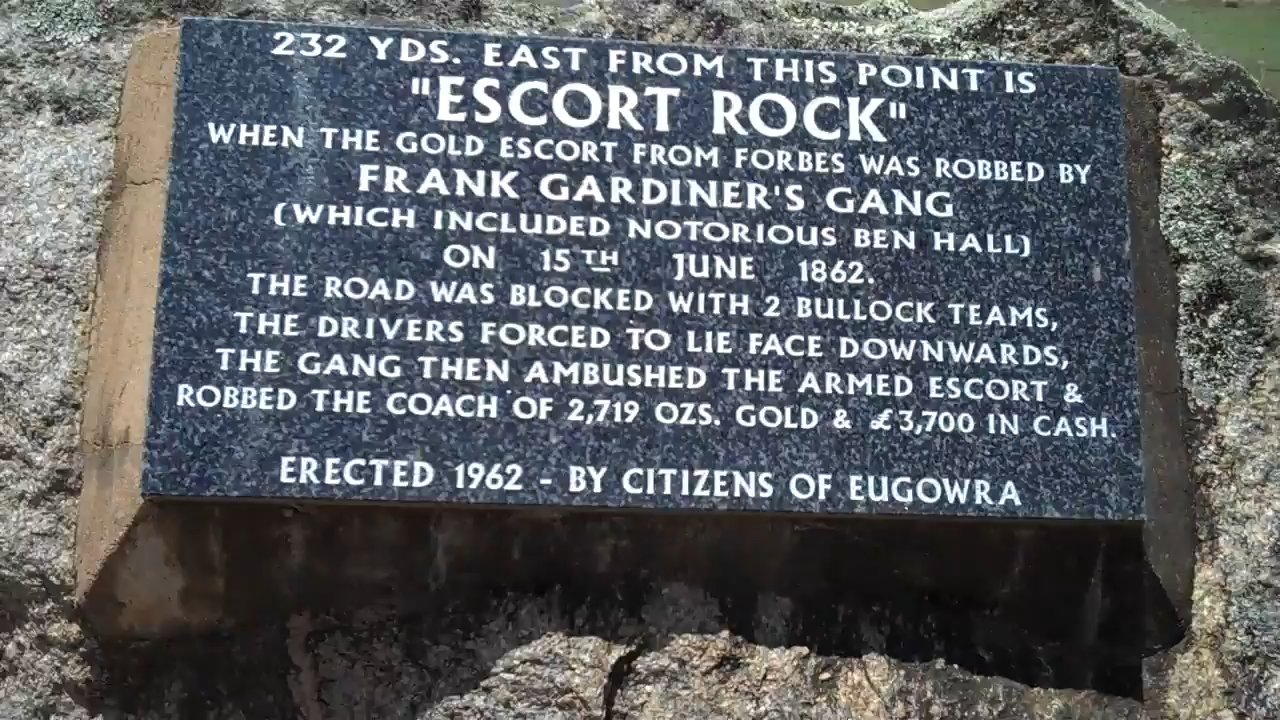 232 YDS. EAST FROM THIS POINT IS
"ESCORT ROCK"
WHEN THE GOLD ESCORT FROM FORBES WAS ROBBED BY
FRANK GARDINER'S GANG
(WHICH INCLUDED NOTORIOUS BEN HALL)
ON 15TH JUNE 1862.
THE ROAD WAS BLOCKED WITH 2 BULLOCK TEAMS,
THE DRIVERS FORCED TO LIE FACE DOWNWARDS,
THE GANG THEN AMBUSHED THE ARMED ESCORT &
ROBBED THE COACH OF 2,719 OZS. GOLD & £3,700 IN CASH.
ERECTED 1962 - BY CITIZENS OF EUGOWRA